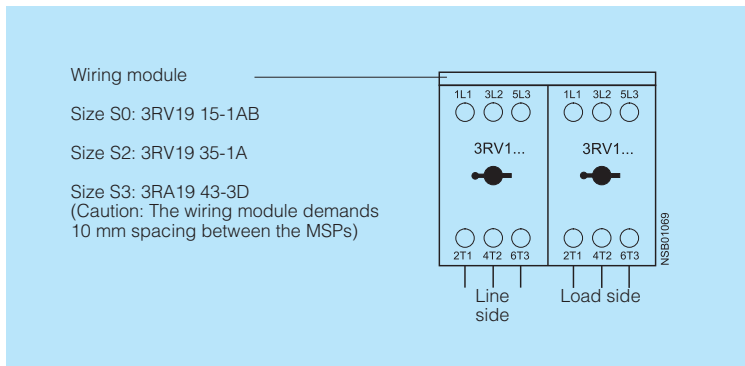 Wiring module
Size S0: 3RV19 15-1AB
Size S2: 3RV19 35-1A
Size S3: 3RA19 43-3D
(Caution: The wiring module demands
10 mm spacing between the MSPs)
1L1 3L2 5L3 1L1 3L2 5L3
3RV1... 3RV1...
2T1 4T2 6T3 2T1 4T2 6T3
NSB01069
Line
side
Load side